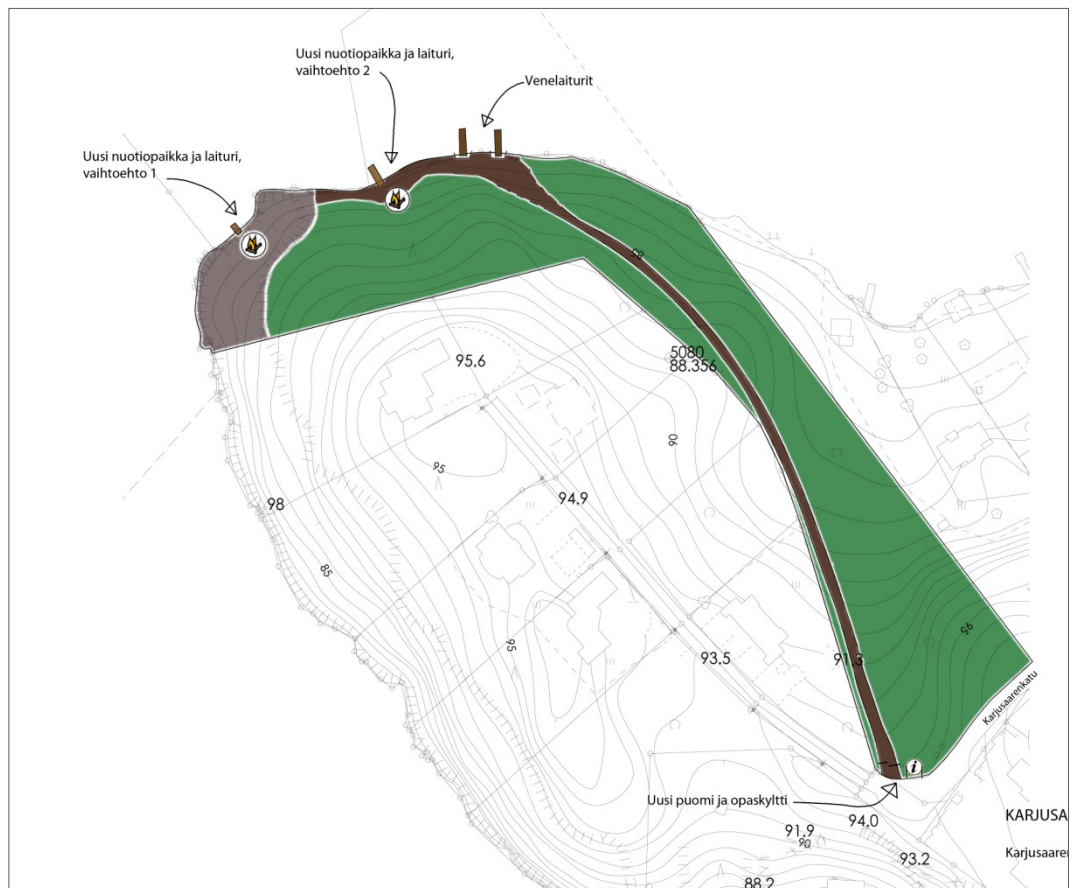 Uusi nuotiopaikka ja laituri,
vaihtoehto 2
Venelaiturit
Uusi nuotiopaikka ja laituri,
vaihtoehto 1
85
5080
88.356
95.6
90
95
94.9
98
85
95
93.5
91.3
95
Karjusaarenkatu
i
Uusi puomi ja opaskyltti
94.0
KARJUSA
91.9
90
93.2
Karjusaaren
88.2